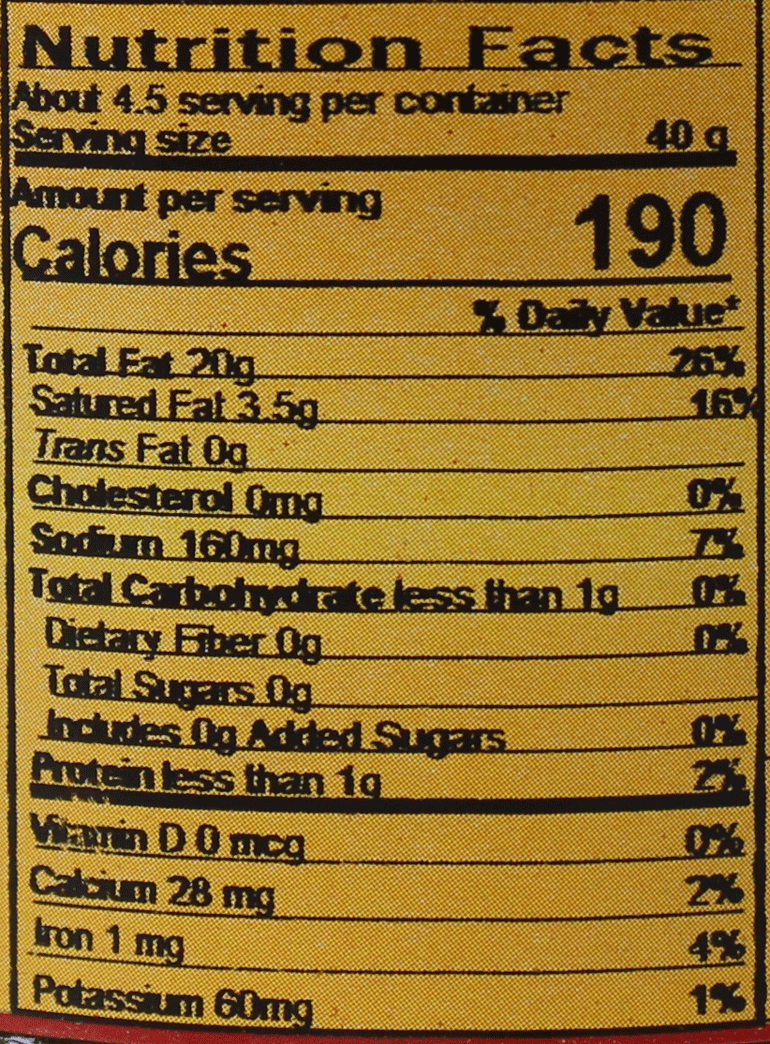 Nutrition Facts
About 4.5 serving per container
Serving size 40 g
Amount per serving
Calories 190
% Daily Value*
Total Fat 20g 26%
Satured Fat 3.5g 16%
Trans Fat 0g
Cholesterol 0mg 0%
Sodium 160mg 7%
Total Carbohydrate less than 1g 0%
Dietary Fiber 0g 0%
Total Sugars 0g
Includes 0g Added Sugars 0%
Protein less than 1g 2%
Vitamin D 0 mcg 0%
Calcium 28 mg 2%
Iron 1 mg 4%
Potassium 60mg 1%